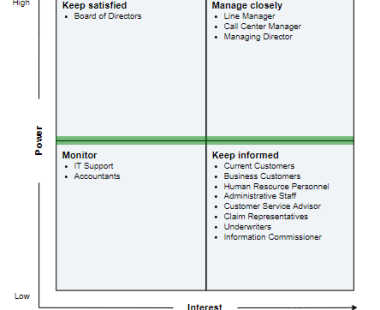 High
Keep satisfied
Board of Directors
Manage closely
Line Manager
Call Center Manager
Managing Director
Power
Monitor
IT Support
Accountants
Keep informed
Current Customers
Business Customers
Human Resource Personnel
Administrative Staff
Customer Service Advisor
Claim Representatives
Underwriters
Information Commissioner
Low
Interest